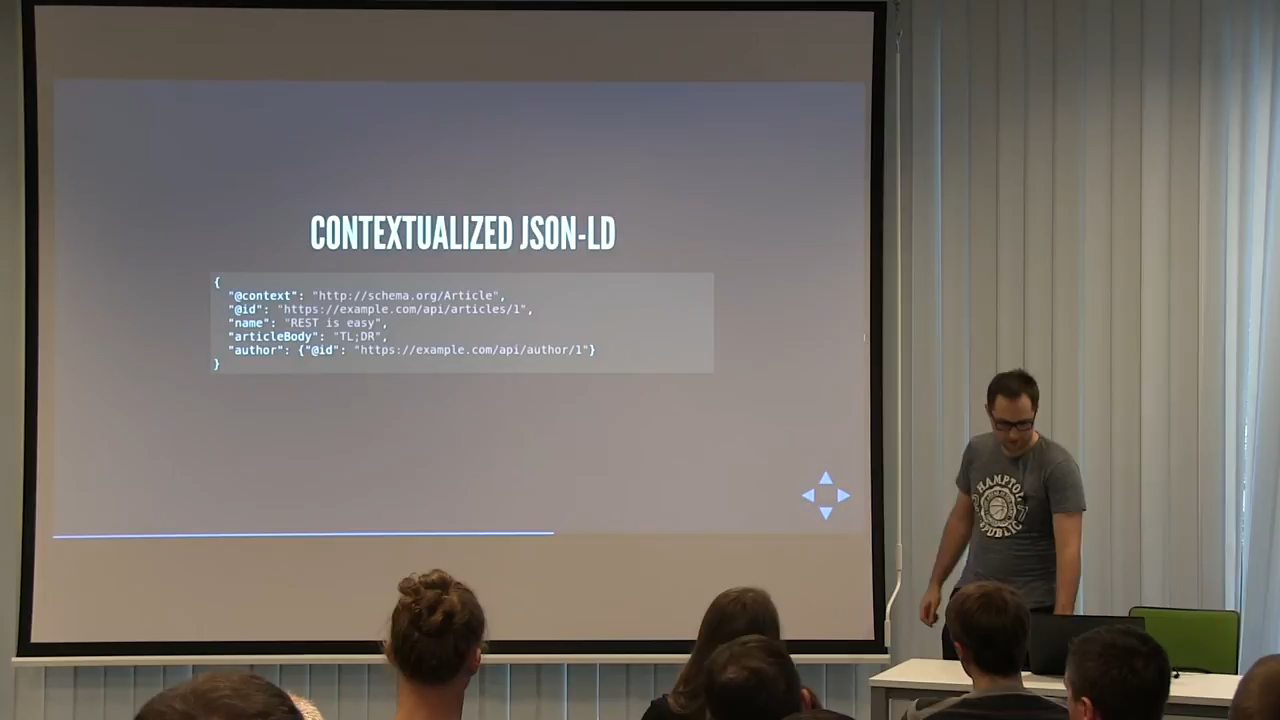 CONTEXTUALIZED JSON-LD
{
"@context": "http://schema.org/Article",
"@id": "https://example.com/api/articles/1",
"name": "REST is easy",
"articleBody": "TL;DR",
"author": {"@id": "https://example.com/api/author/1"}
}
PUBLIC